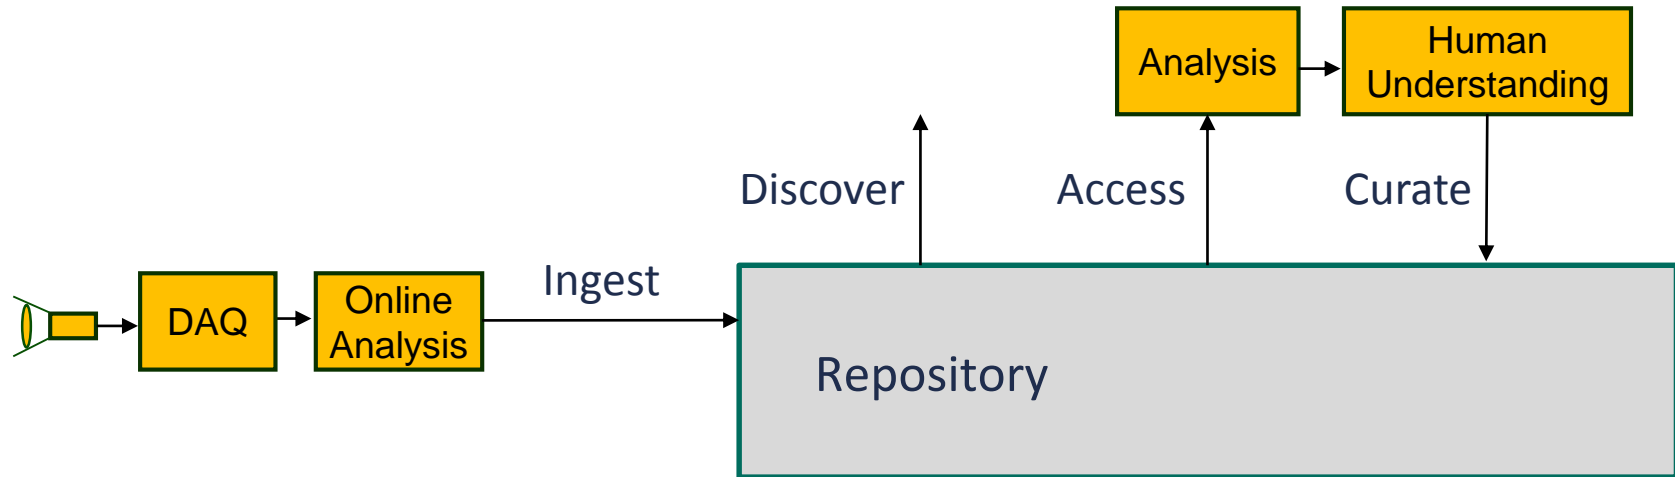 Analysis
Human
Understanding
Discover
Access
Curate
Ingest
DAQ
Online
Analysis
Repository